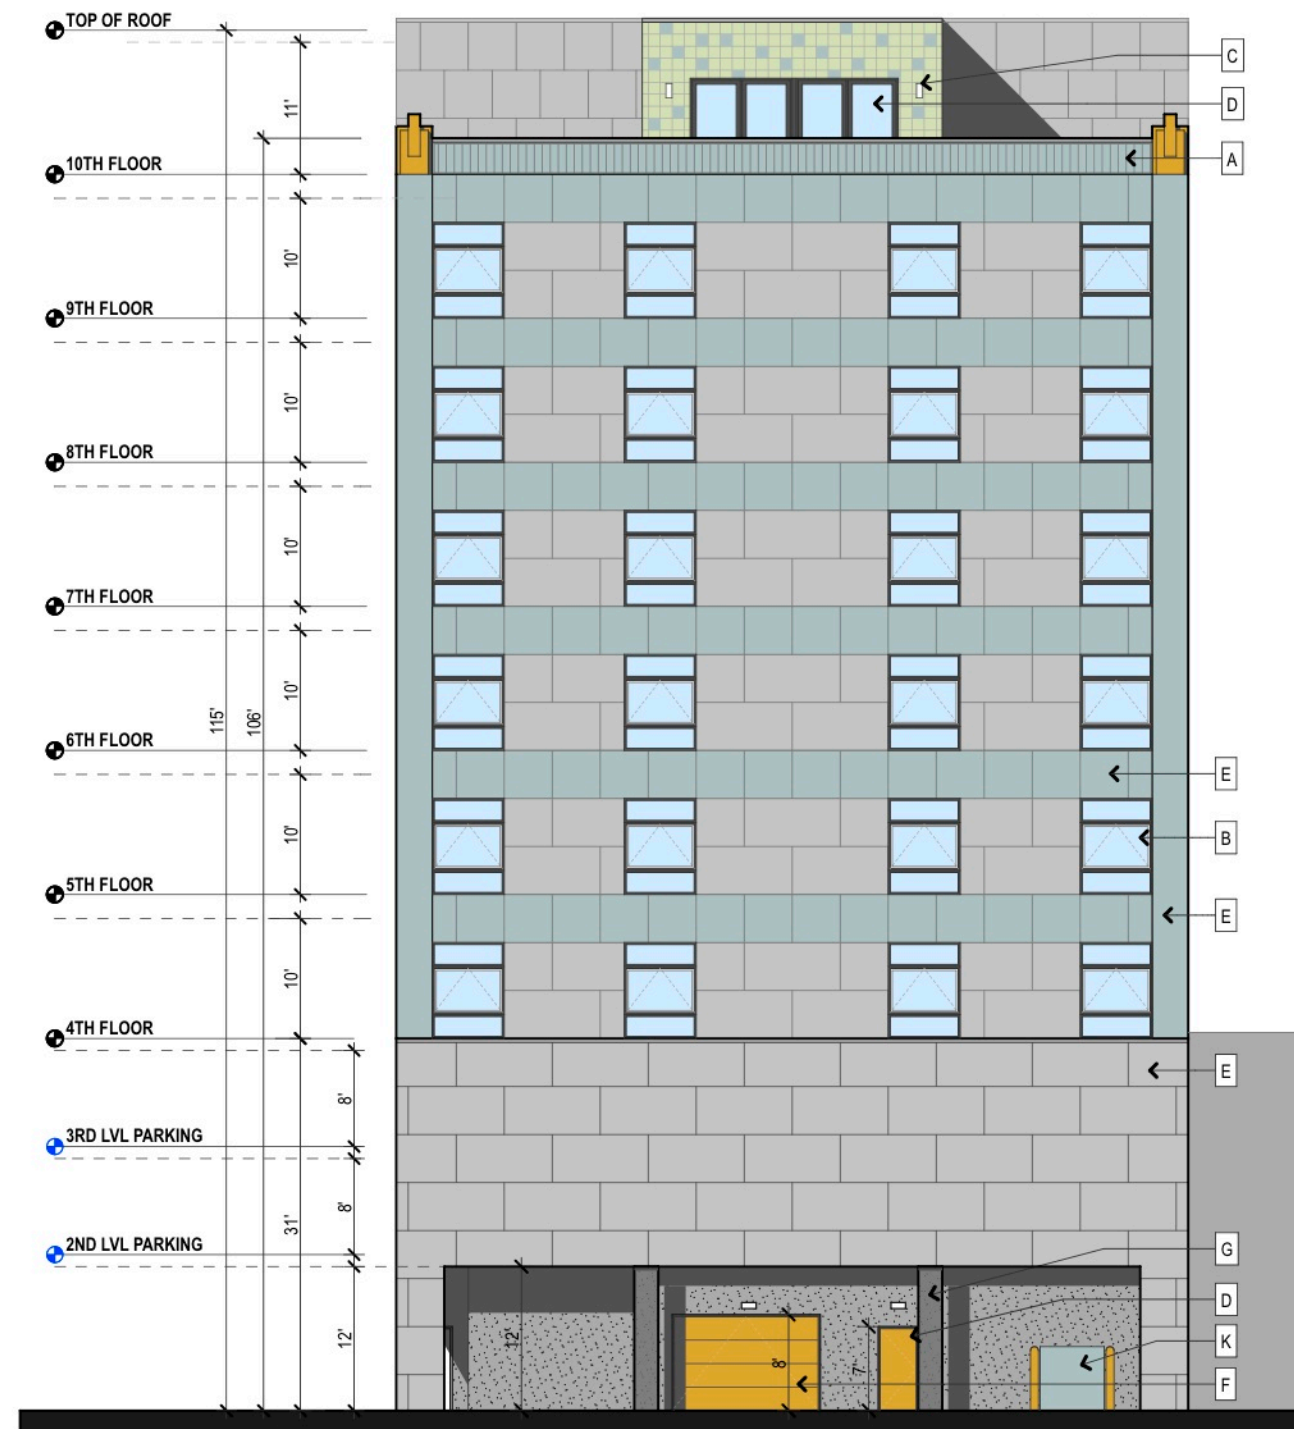 TOP OF ROOF
C
D
11'
10TH FLOOR
A
10'
9TH FLOOR
10'
8TH FLOOR
10'
7TH FLOOR
10'
115'
106'
6TH FLOOR
E
10'
B
5TH FLOOR
E
10'
4TH FLOOR
E
8'
3RD LVL PARKING
8'
31'
2ND LVL PARKING
G
D
12'
12'
8'
7'
K
F